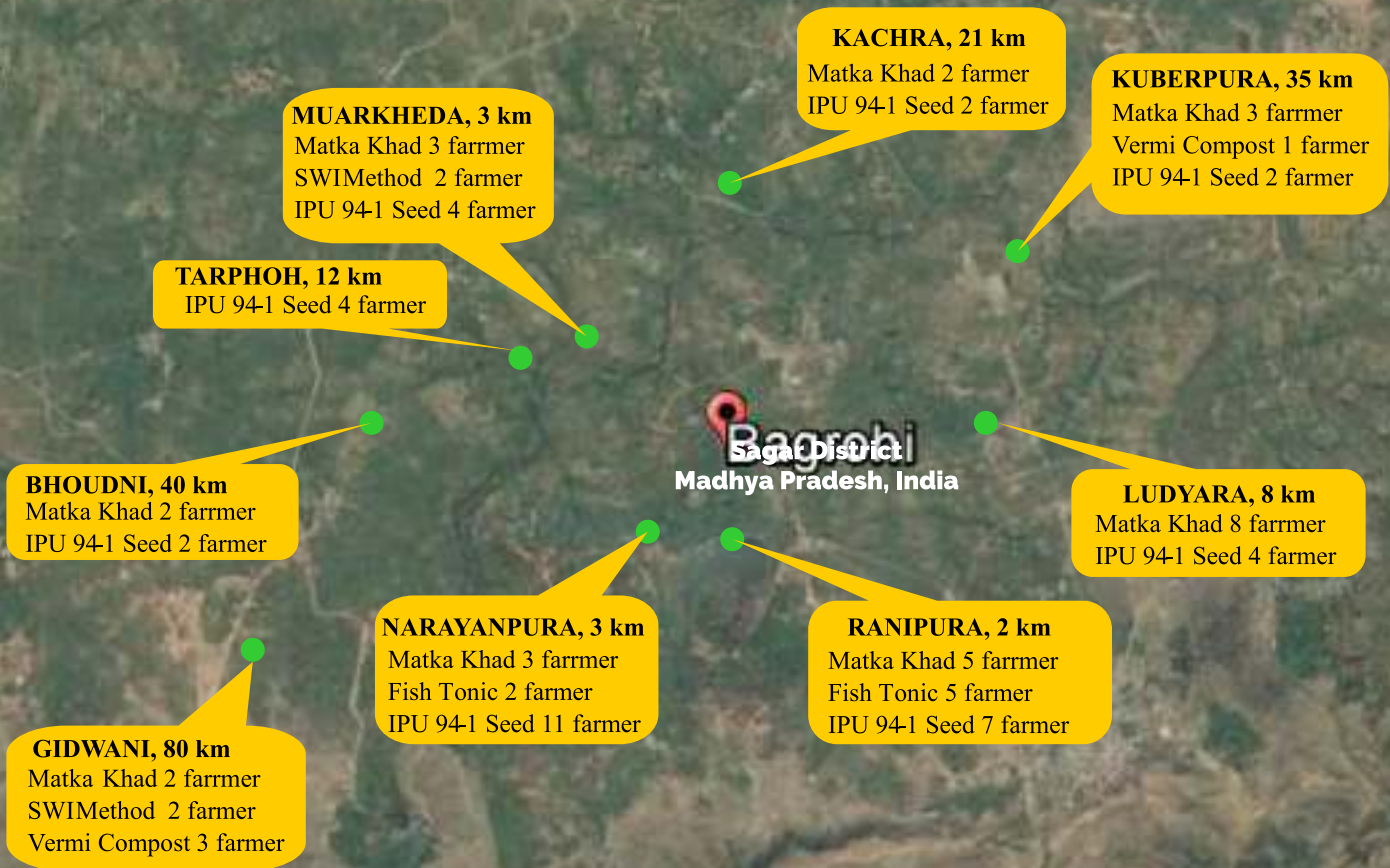 KACHRA, 21 km
Matka Khad 2 farmer
IPU 94-1 Seed 2 farmer
KUBERPURA, 35 km
Matka Khad 3 farrmer
Vermi Compost 1 farmer
IPU 94-1 Seed 2 farmer
MUARKHEDA, 3 km
Matka Khad 3 farrmer
SWIMethod 2 farmer
IPU 94-1 Seed 4 farmer
TARPHOH, 12 km
IPU 94-1 Seed 4 farmer
Bagrohi
Sagar District
Madhya Pradesh, India
BHOUDNI, 40 km
Matka Khad 2 farrmer
IPU 94-1 Seed 2 farmer
LUDYARA, 8 km
Matka Khad 8 farrmer
IPU 94-1 Seed 4 farmer
NARAYANPURA, 3 km
Matka Khad 3 farrmer
Fish Tonic 2 farmer
IPU 94-1 Seed 11 farmer
RANIPURA, 2 km
Matka Khad 5 farrmer
Fish Tonic 5 farmer
IPU 94-1 Seed 7 farmer
GIDWANI, 80 km
Matka Khad 2 farrmer
SWIMethod 2 farmer
Vermi Compost 3 farmer